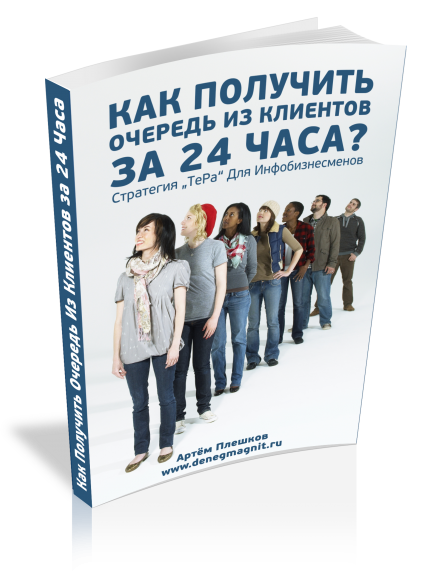 КАК ПОЛУЧИТЬ
ОЧЕРЕДЬ ИЗ КЛИЕНТОВ
ЗА 24 ЧАСА?
Стратегия „ТеРа“ Для Инфобизнесменов
Артём Плешков
www.denegmagnit.ru
Как Получить Очередь Из Клиентов за 24 Часа